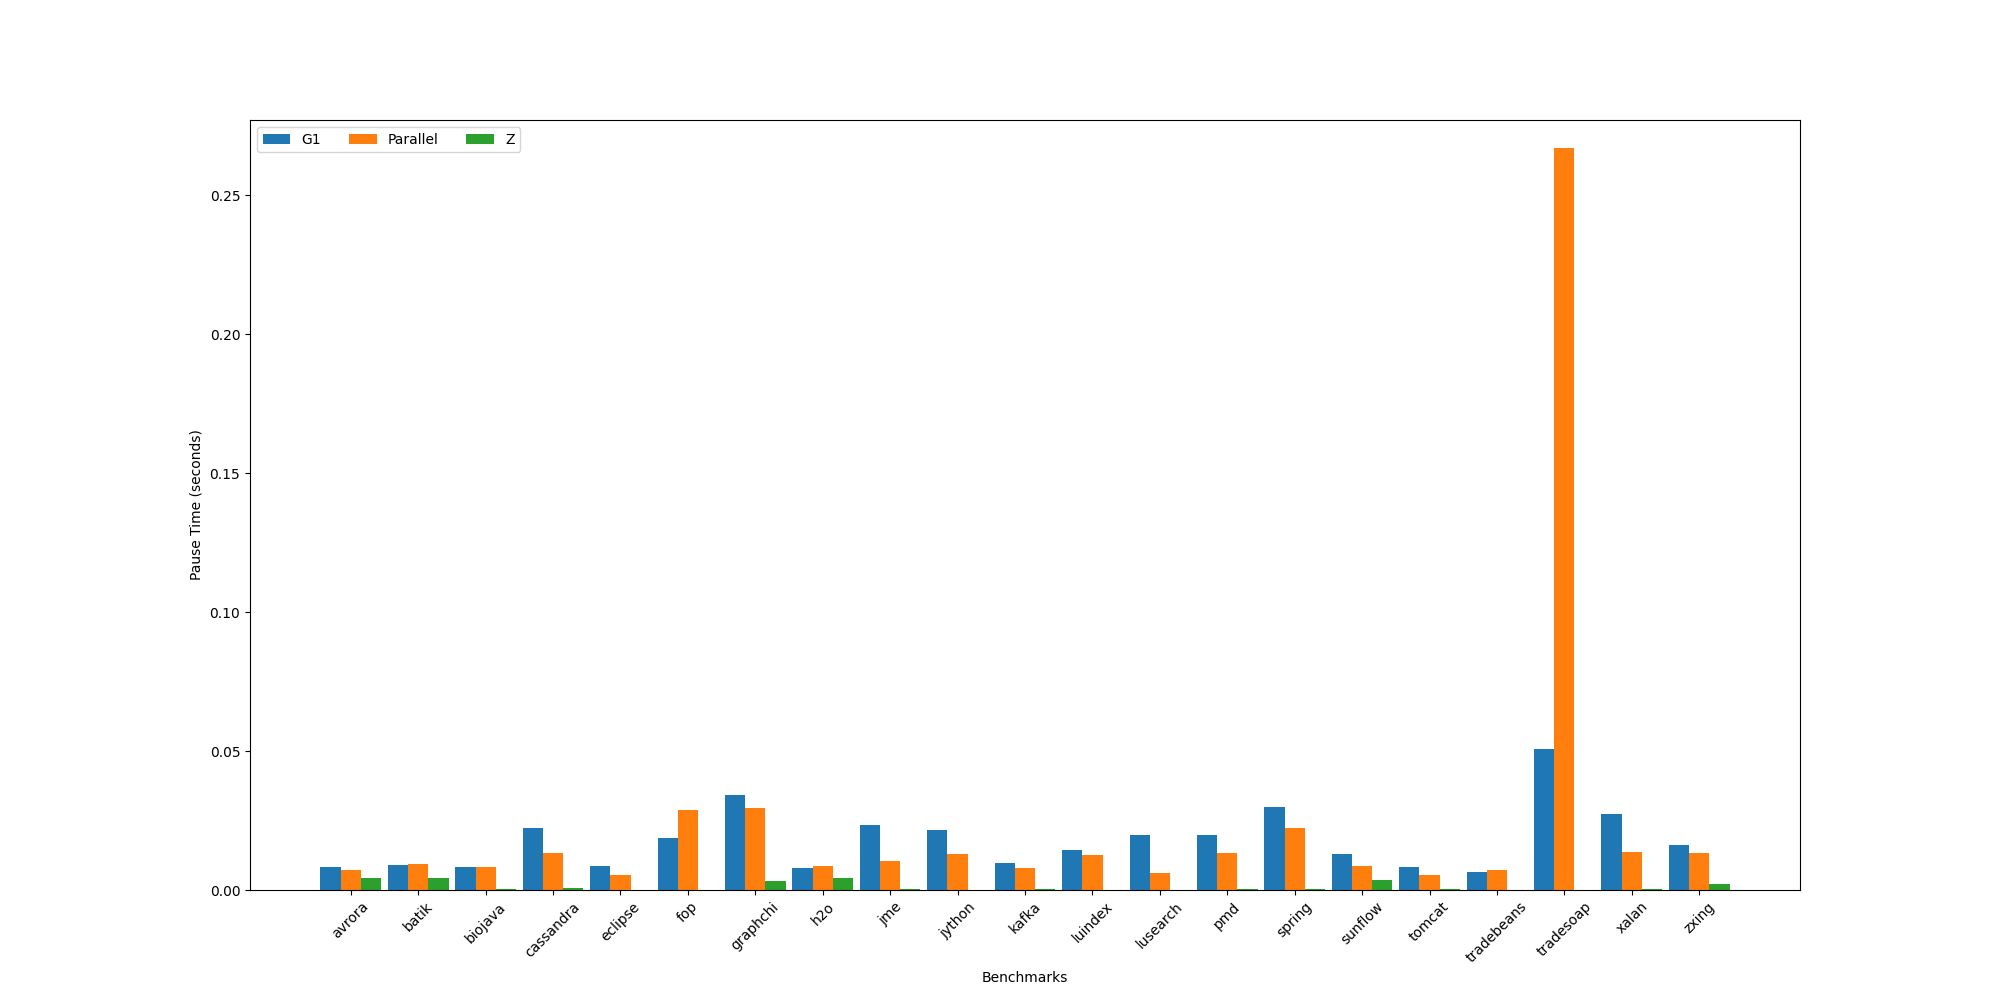 G1 Parallel Z
0.25
0.20
0.15
0.10
0.05
0.00
Pause Time (seconds)
avrora batik biojava cassandra eclipse fop graphchi h2o jme jython kafka luindex lusearch pmd spring sunflow tomcat tradebeans tradesoap xalan zxing
Benchmarks